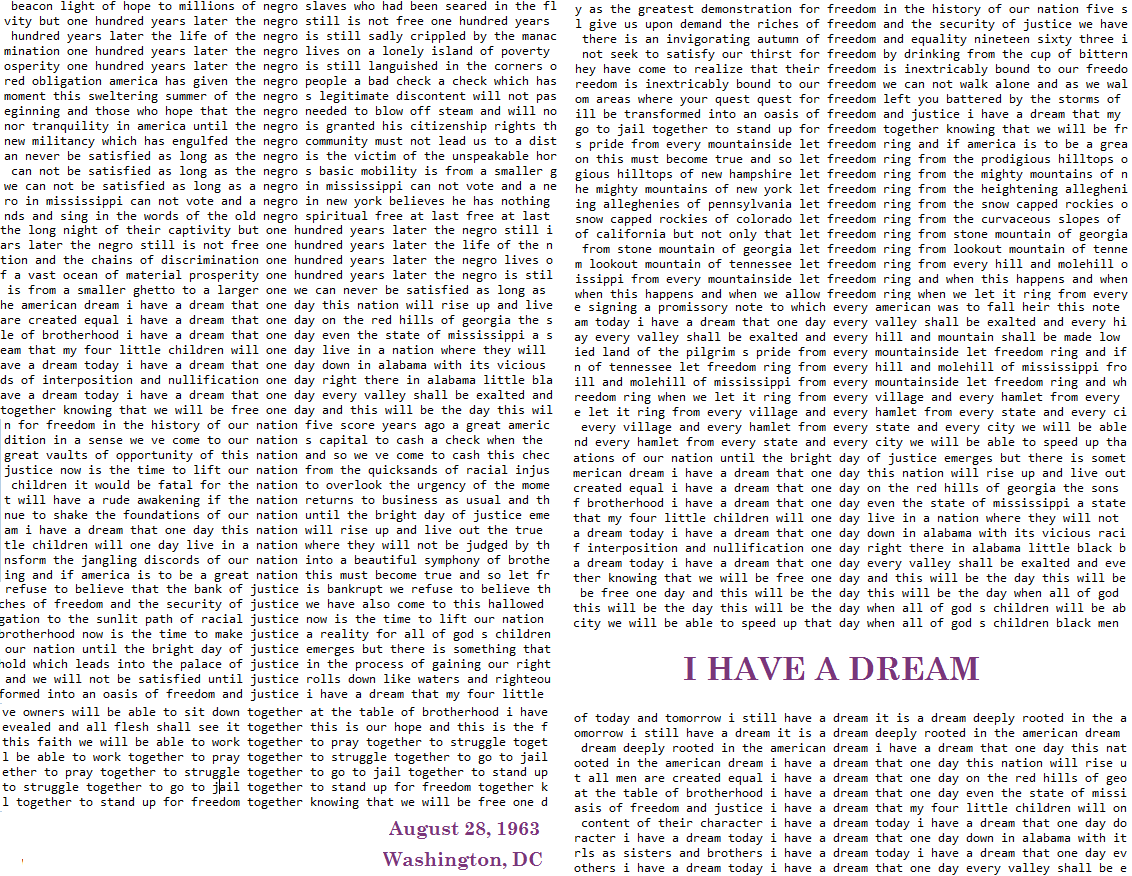 beacon light of hope to millions of negro slaves who had been seared in the fl
vity but one hundred years later the negro still is not free one hundred years
hundred years later the life of the negro is still sadly crippled by the manac
mination one hundred years later the negro lives on a lonely island of poverty
osperity one hundred years later the negro is still languished in the corners o
red obligation america has given the negro people a bad check a check which has
moment this sweltering summer of the negro s legitimate discontent will not pas
eginning and those who hope that the negro needed to blow off steam and will no
nor tranquility in america until the negro is granted his citizenship rights th
new militancy which has engulfed the negro community must not lead us to a dist
an never be satisfied as long as the negro is the victim of the unspeakable hor
can not be satisfied as long as the negro s basic mobility is from a smaller g
we can not be satisfied as long as a negro in mississippi can not vote and a ne
ro in mississippi can not vote and a negro in new york believes he has nothing
nds and sing in the words of the old negro spiritual free at last free at last
the long night of their captivity but one hundred years later the negro still i
ars later the negro still is not free one hundred years later the life of the n
tion and the chains of discrimination one hundred years later the negro lives o
f a vast ocean of material prosperity one hundred years later the negro is stil
is from a smaller ghetto to a larger one we can never be satisfied as long as
he american dream i have a dream that one day this nation will rise up and live
are created equal i have a dream that one day on the red hills of georgia the s
le of brotherhood i have a dream that one day even the state of mississippi a s
eam that my four little children will one day live in a nation where they will
ave a dream today i have a dream that one day down in alabama with its vicious
ds of interposition and nullification one day right there in alabama little bla
ave a dream today i have a dream that one day every valley shall be exalted and
together knowing that we will be free one day and this will be the day this wil
n for freedom in the history of our nation five score years ago a great americ
dition in a sense we ve come to our nation s capital to cash a check when the
great vaults of opportunity of this nation and so we ve come to cash this chec
justice now is the time to lift our nation from the quicksands of racial injus
children it would be fatal for the nation to overlook the urgency of the mome
t will have a rude awakening if the nation returns to business as usual and th
nue to shake the foundations of our nation until the bright day of justice eme
am i have a dream that one day this nation will rise up and live out the true
tle children will one day live in a nation where they will not be judged by th
nsform the jangling discords of our nation into a beautiful symphony of brothe
ing and if america is to be a great nation this must become true and so let fr
refuse to believe that the bank of justice is bankrupt we refuse to believe th
ches of freedom and the security of justice we have also come to this hallowed
gation to the sunlit path of racial justice now is the time to lift our nation
brotherhood now is the time to make justice a reality for all of god s children
our nation until the bright day of justice emerges but there is something that
hold which leads into the palace of justice in the process of gaining our right
and we will not be satisfied until justice rolls down like waters and righteou
formed into an oasis of freedom and justice i have a dream that my four little
ve owners will be able to sit down together at the table of brotherhood i have
evealed and all flesh shall see it together this is our hope and this is the f
this faith we will be able to work together to pray together to struggle toget
l be able to work together to pray together to struggle together to go to jail
ether to pray together to struggle together to go to jail together to stand up
to struggle together to go to jail together to stand up for freedom together k
l together to stand up for freedom together knowing that we will be free one d
August 28, 1963
Washington, DC
y as the greatest demonstration for freedom in the history of our nation five s
l give us upon demand the riches of freedom and the security of justice we have
there is an invigorating autumn of freedom and equality nineteen sixty three i
not seek to satisfy our thirst for freedom by drinking from the cup of bittern
hey have come to realize that their freedom is inextricably bound to our freedo
reedom is inextricably bound to our freedom we can not walk alone and as we wal
om areas where your quest quest for freedom left you battered by the storms of
ill be transformed into an oasis of freedom and justice i have a dream that my
go to jail together to stand up for freedom together knowing that we will be fr
s pride from every mountainside let freedom ring and if america is to be a grea
on this must become true and so let freedom ring from the prodigious hilltops o
gious hilltops of new hampshire let freedom ring from the mighty mountains of n
he mighty mountains of new york let freedom ring from the heightening allegheni
ing alleghenies of pennsylvania let freedom ring from the snow capped rockies o
snow capped rockies of colorado let freedom ring from the curvaceous slopes of
of california but not only that let freedom ring from stone mountain of georgia
from stone mountain of georgia let freedom ring from lookout mountain of tenne
m lookout mountain of tennessee let freedom ring from every hill and molehill o
issippi from every mountainside let freedom ring and when this happens and when
when this happens and when we allow freedom ring when we let it ring from every
e signing a promissory note to which every american was to fall heir this note
am today i have a dream that one day every valley shall be exalted and every hi
ay every valley shall be exalted and every hill and mountain shall be made low
ied land of the pilgrim s pride from every mountainside let freedom ring and if
n of tennessee let freedom ring from every hill and molehill of mississippi fro
ill and molehill of mississippi from every mountainside let freedom ring and wh
reedom ring when we let it ring from every village and every hamlet from every
e let it ring from every village and every hamlet from every state and every ci
every village and every hamlet from every state and every city we will be able
nd every hamlet from every state and every city we will be able to speed up tha
ations of our nation until the bright day of justice emerges but there is somet
merican dream i have a dream that one day this nation will rise up and live out
created equal i have a dream that one day on the red hills of georgia the sons
f brotherhood i have a dream that one day even the state of mississippi a state
that my four little children will one day live in a nation where they will not
a dream today i have a dream that one day down in alabama with its vicious raci
f interposition and nullification one day right there in alabama little black b
a dream today i have a dream that one day every valley shall be exalted and eve
ther knowing that we will be free one day and this will be the day this will be
be free one day and this will be the day this will be the day when all of god
this will be the day this will be the day when all of god s children will be ab
city we will be able to speed up that day when all of god s children black men
I HAVE A DREAM
of today and tomorrow i still have a dream it is a dream deeply rooted in the a
omorrow i still have a dream it is a dream deeply rooted in the american dream
dream deeply rooted in the american dream i have a dream that one day this nat
ooted in the american dream i have a dream that one day this nation will rise u
t all men are created equal i have a dream that one day on the red hills of geo
at the table of brotherhood i have a dream that one day even the state of missi
asis of freedom and justice i have a dream that my four little children will on
content of their character i have a dream today i have a dream that one day do
racter i have a dream today i have a dream that one day down in alabama with it
rls as sisters and brothers i have a dream today i have a dream that one day ev
others i have a dream today i have a dream that one day every valley shall be e